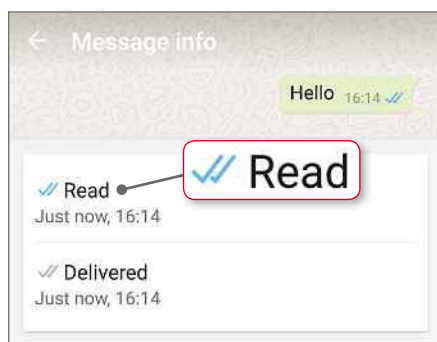 Message info
Hello 16:14
Read
Read
Just now, 16:14
Delivered
Just now, 16:14